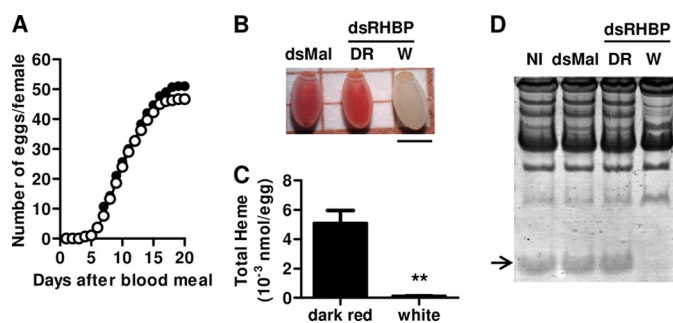 A
Number of eggs/female
60
50
40
30
20
10
0
0 5 10 15 20
Days after blood meal
B
dsRHBP
dsMal DR W
C
Total Heme
(10⁻³ nmol/egg)
8
6
4
2
0
**
dark red white
D
dsRHBP
NI dsMal DR W